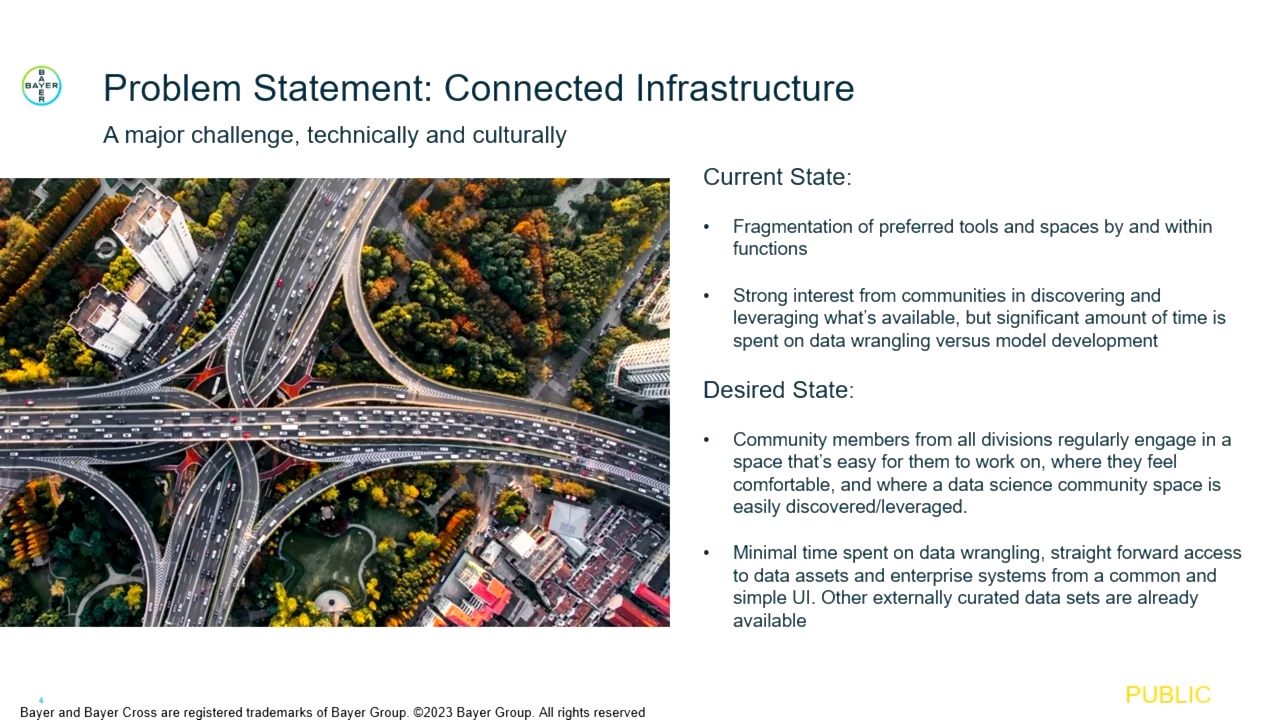 BAYER
BAYER
Problem Statement: Connected Infrastructure
A major challenge, technically and culturally
Current State:
• Fragmentation of preferred tools and spaces by and within
functions
• Strong interest from communities in discovering and
leveraging what’s available, but significant amount of time is
spent on data wrangling versus model development
Desired State:
• Community members from all divisions regularly engage in a
space that’s easy for them to work on, where they feel
comfortable, and where a data science community space is
easily discovered/leveraged.
• Minimal time spent on data wrangling, straight forward access
to data assets and enterprise systems from a common and
simple UI. Other externally curated data sets are already
available
4
PUBLIC
Bayer and Bayer Cross are registered trademarks of Bayer Group. ©2023 Bayer Group. All rights reserved